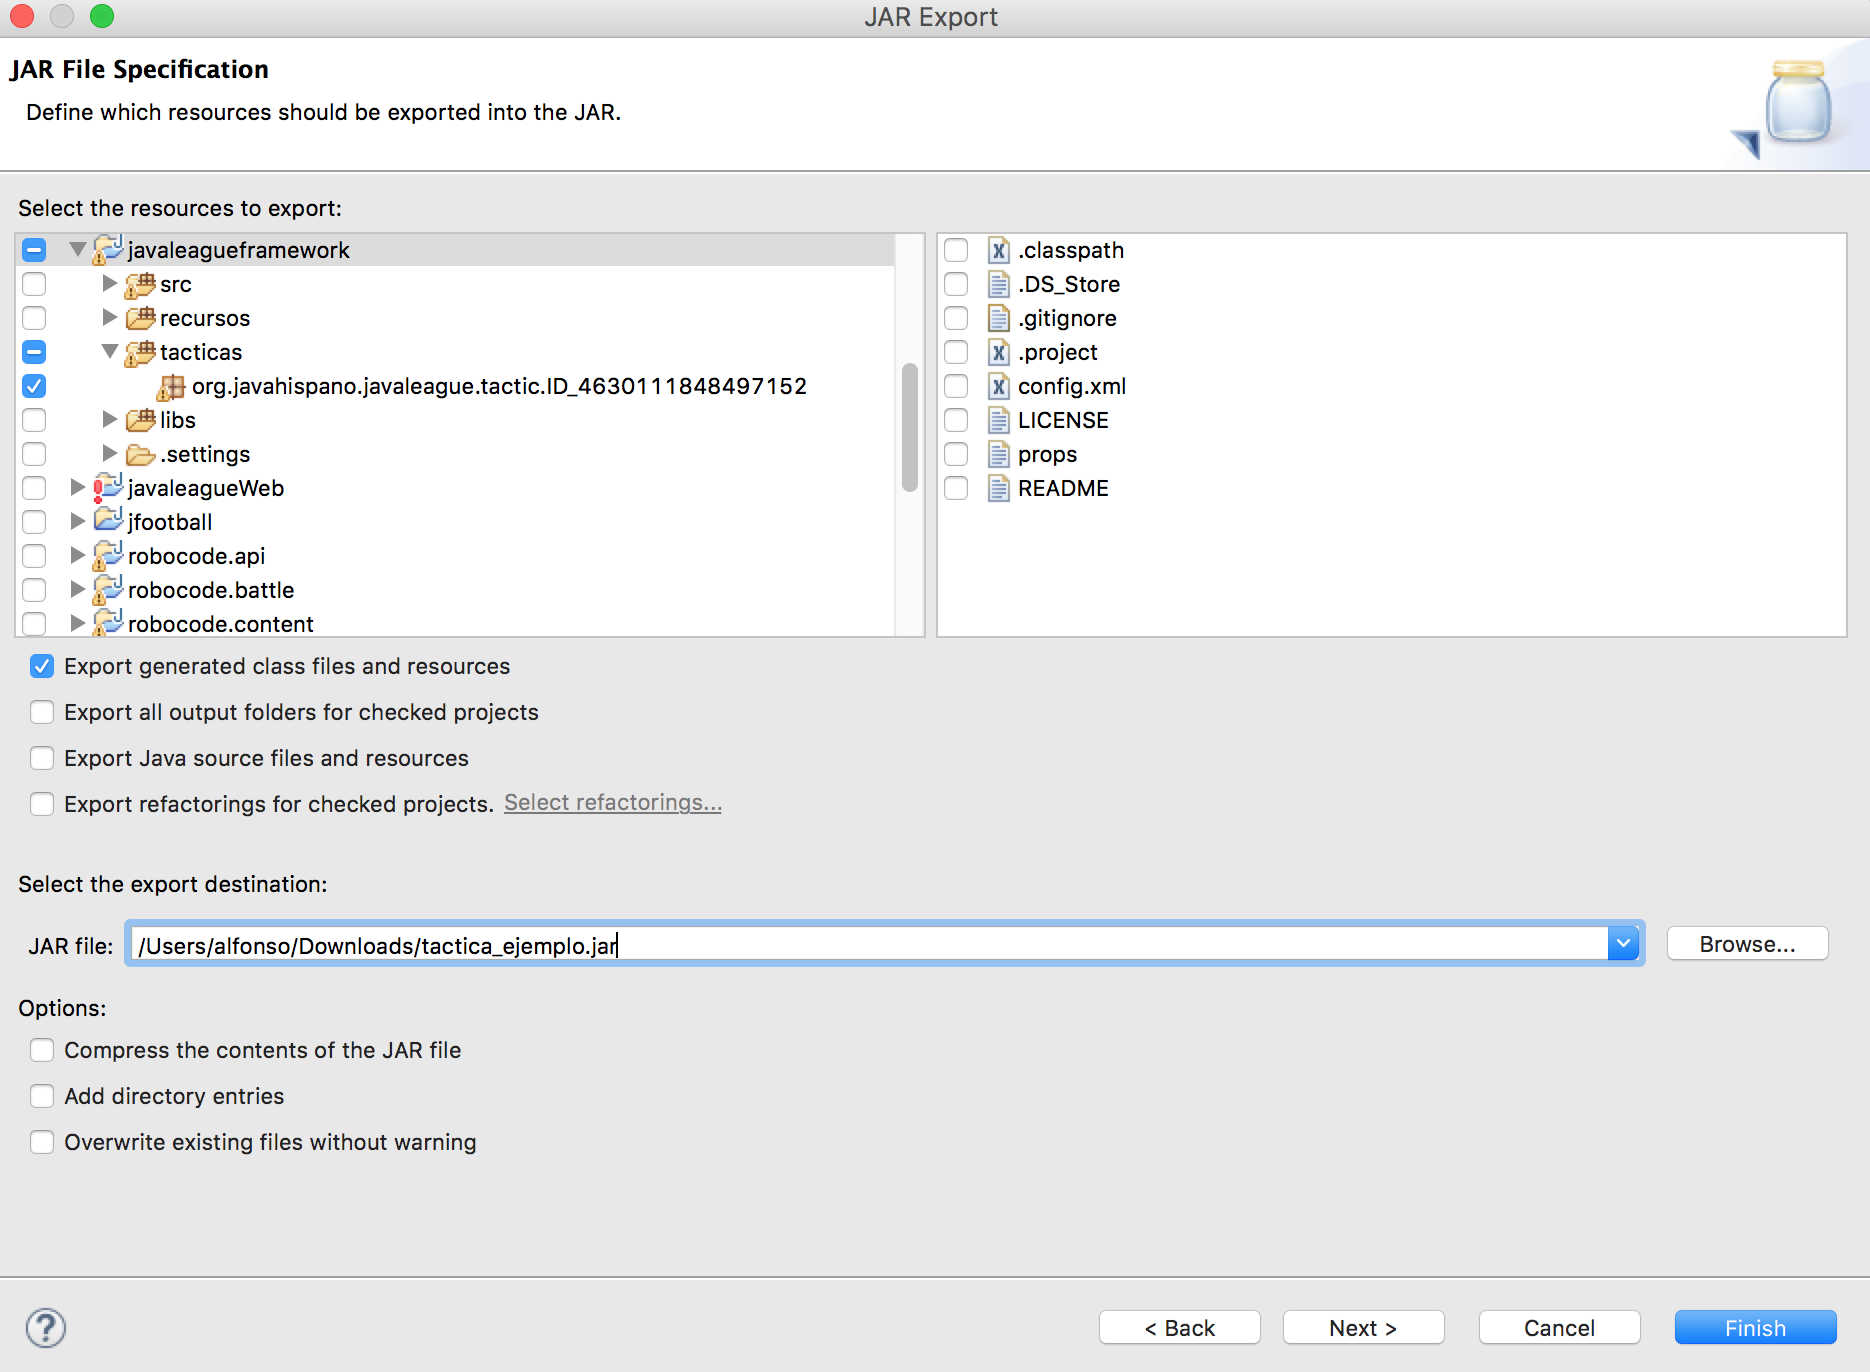 JAR Export
JAR File Specification
Define which resources should be exported into the JAR.
Select the resources to export:
javaleagueframework
src
recursos
tacticas
org.javahispano.javaleague.tactic.ID_4630111848497152
libs
.settings
javaleagueWeb
jfootball
robocode.api
robocode.battle
robocode.content
.classpath
.DS_Store
.gitignore
.project
config.xml
LICENSE
props
README
Export generated class files and resources
Export all output folders for checked projects
Export Java source files and resources
Export refactorings for checked projects. Select refactorings...
Select the export destination:
JAR file: /Users/alfonso/Downloads/tactica_ejemplo.jar Browse...
Options:
Compress the contents of the JAR file
Add directory entries
Overwrite existing files without warning
? < Back Next > Cancel Finish